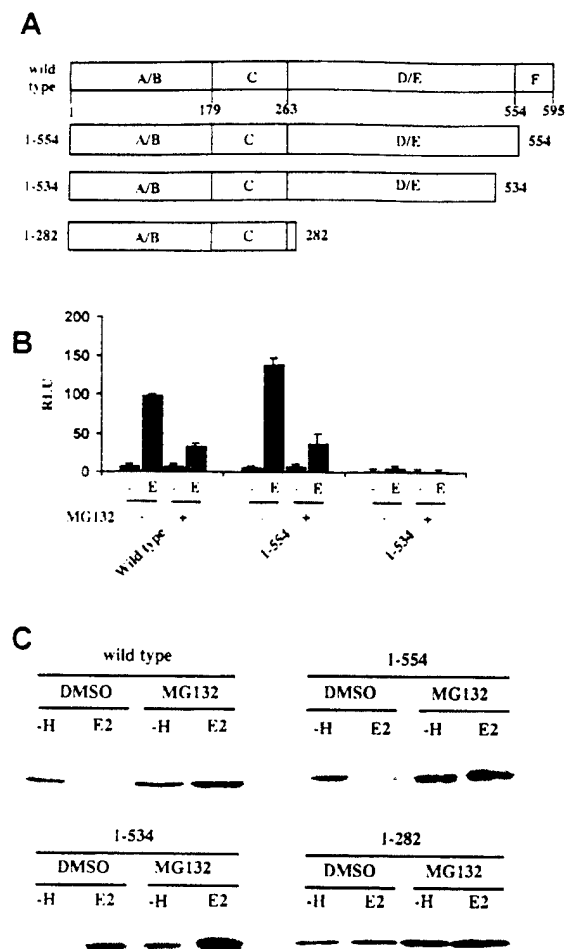 A
wild
type
A/B C D/E F
1 179 263 554 595
1-554 A/B C D/E 554
1-534 A/B C D/E 534
1-282 A/B C 282
B
200
150
100
50
0
RLU
- E - E - E - E - E - E
MG132 - + - + - +
Wild type 1-554 1-534
C
wild type 1-554
DMSO MG132 DMSO MG132
-H E2 -H E2 -H E2 -H E2
1-534 1-282
DMSO MG132 DMSO MG132
-H E2 -H E2 -H E2 -H E2